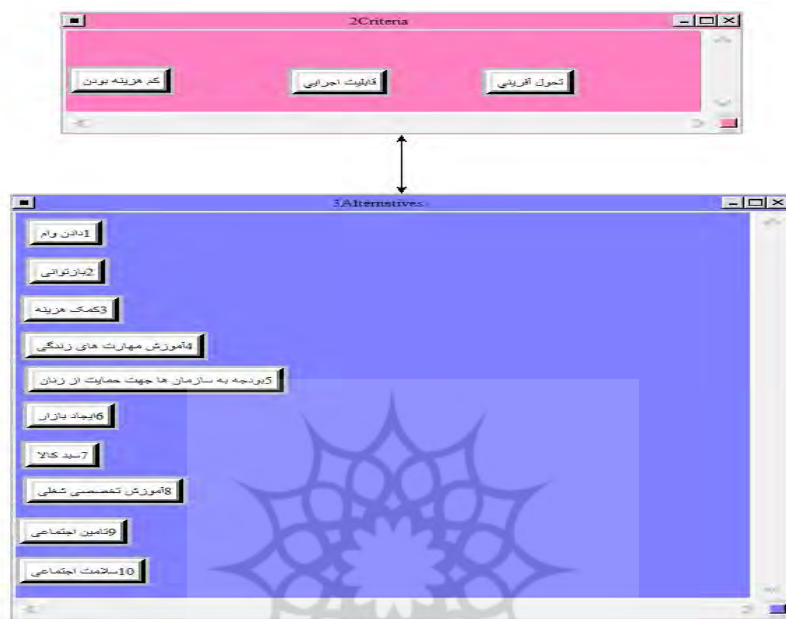 2Criteria
تحول آفرینی
قابلیت اجرایی
کم هزینه بودن
3Alternatives
1دادن وام
2بازتوانی
3کمک هزینه
4آموزش مهارت های زندگی
5بودجه به سازمان ها جهت حمایت از زنان
6ایجاد بازار
7سبد کالا
8آموزش تخصصی شغلی
9تامین اجتماعی
10سلامت اجتماعی